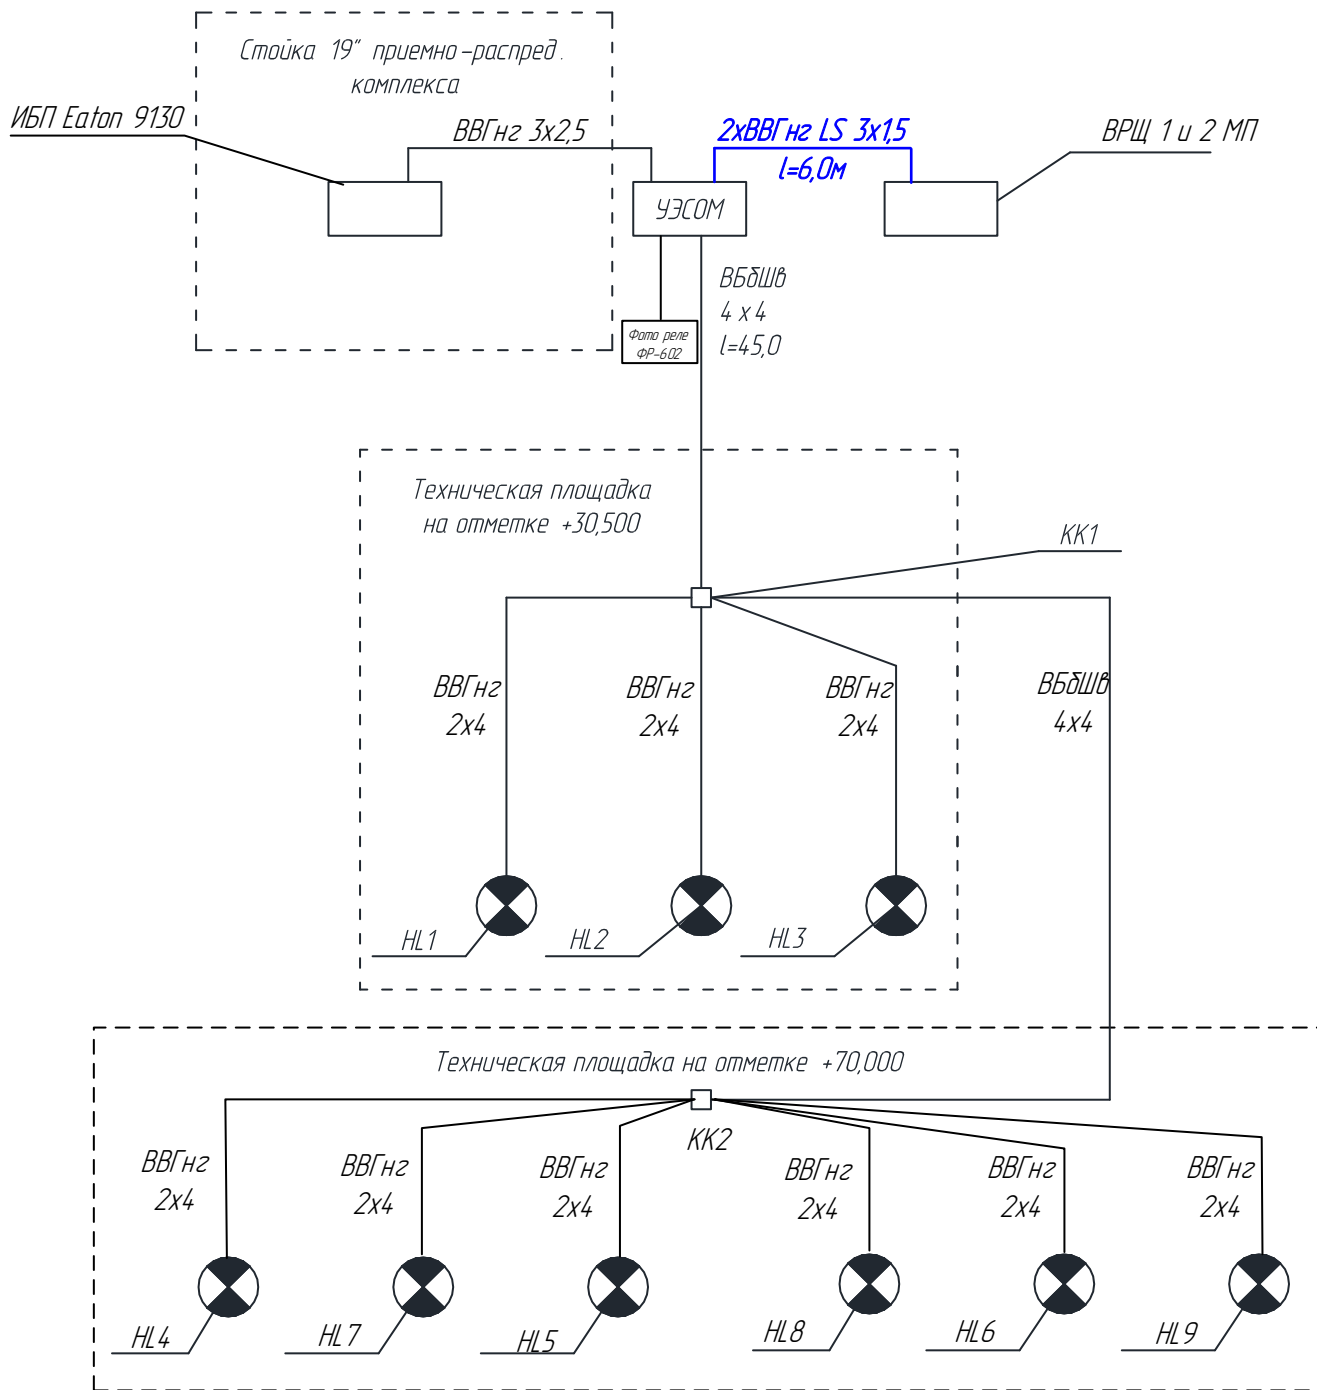 Стойка 19" приемно-распред.
комплекса
ИБП Eaton 9130
ВВГнг 3х2,5
2хВВГнг LS 3х1,5
l=6,0м
ВРЩ 1 и 2 МП
УЭСОМ
ВБбШв
4 х 4
l=45,0
Фото реле
ФР-602
Техническая площадка
на отметке +30,500
КК1
ВВГнг
2х4
ВВГнг
2х4
ВВГнг
2х4
ВБбШв
4х4
HL1
HL2
HL3
Техническая площадка на отметке +70,000
КК2
ВВГнг
2х4
ВВГнг
2х4
ВВГнг
2х4
ВВГнг
2х4
ВВГнг
2х4
ВВГнг
2х4
HL4
HL7
HL5
HL8
HL6
HL9